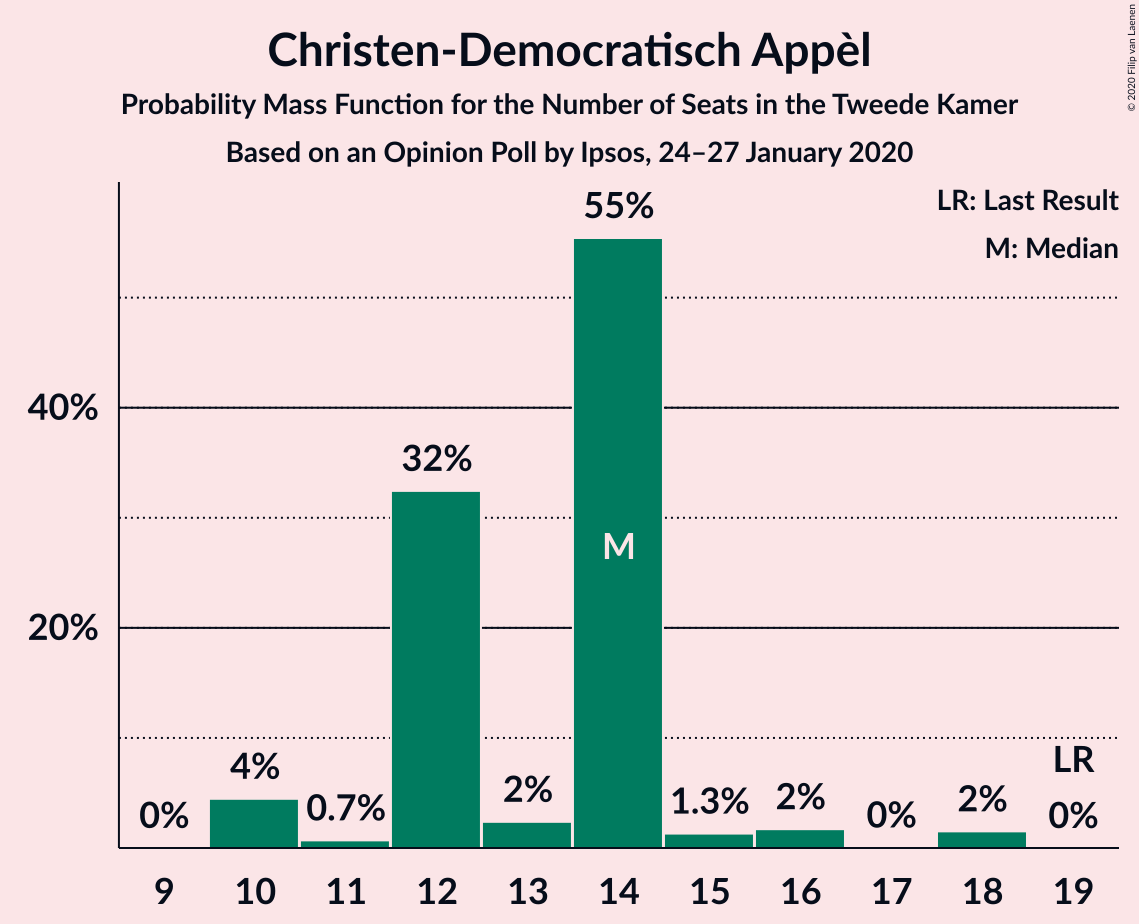 Christen-Democratisch Appèl
Probability Mass Function for the Number of Seats in the Tweede Kamer
Based on an Opinion Poll by Ipsos, 24–27 January 2020
© 2020 Filip van Laenen
LR: Last Result
M: Median
55%
40%
32%
M
20%
4%
0.7%
0%
2%
1.3%
2%
0%
2%
LR
0%
9 10 11 12 13 14 15 16 17 18 19